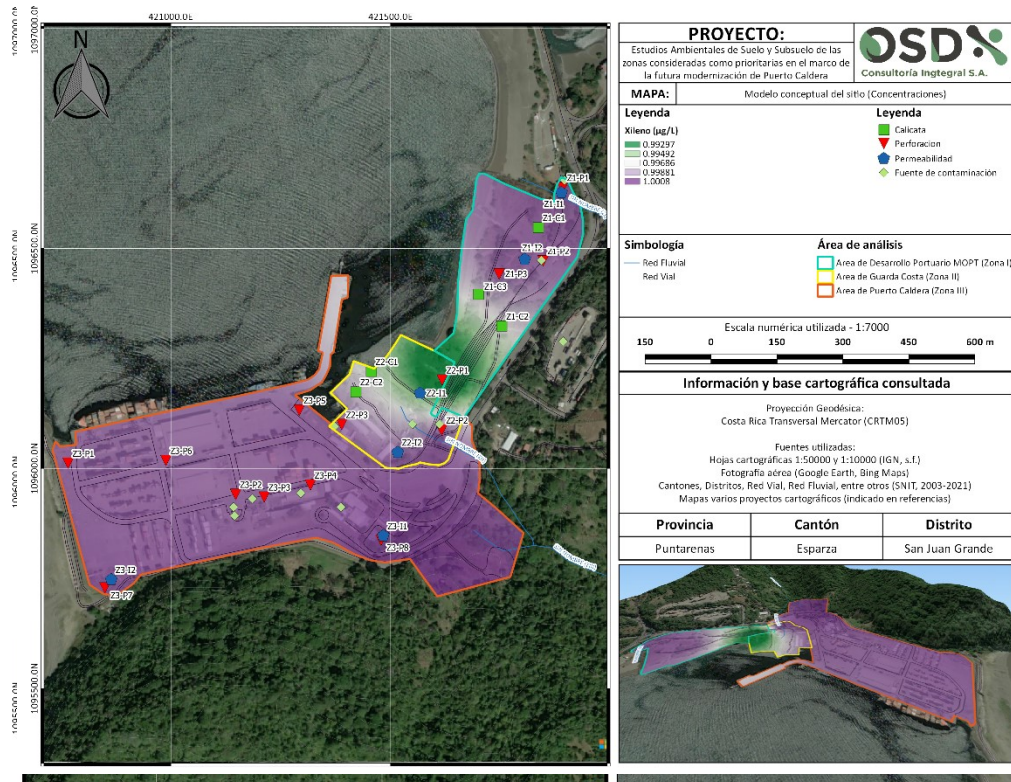 421000.0E
421500.0E
1097000.0N
1096500.0N
1096000.0N
1095500.0N
N
Z1-P1
Z1-I1
Z1-C1
Z1-I2
Z1-P2
Z1-P3
Z1-C3
Z1-C2
Z2-C1
Z2-P1
Z2-C2
Z2-I1
Z3-P5
Z2-P3
Z2-P2
Z2-I2
Z3-P1
Z3-P6
Z3-P4
Z3-P2
Z3-P3
Z3-I1
Z3-P8
Z3-I2
Z3-P7
PROYECTO:
Estudios Ambientales de Suelo y Subsuelo de las
zonas consideradas como prioritarias en el marco de
la futura modernización de Puerto Caldera
OSD
Consultoría Ingtegral S.A.
MAPA:
Modelo conceptual del sitio (Concentraciones)
Leyenda
Xileno (µg/L)
0.99297
0.99492
0.99686
0.99881
1.0008
Leyenda
Calicata
Perforacion
Permeabilidad
Fuente de contaminación
Simbología
Red Fluvial
Red Vial
Área de análisis
Area de Desarrollo Portuario MOPT (Zona I)
Area de Guarda Costa (Zona II)
Area de Puerto Caldera (Zona III)
Escala numérica utilizada - 1:7000
150 0 150 300 450 600 m
Información y base cartográfica consultada
Proyección Geodésica:
Costa Rica Transversal Mercator (CRTM05)
Fuentes utilizadas:
Hojas cartográficas 1:50000 y 1:10000 (IGN, s.f.)
Fotografía aérea (Google Earth, Bing Maps)
Cantones, Distritos, Red Vial, Red Fluvial, entre otros (SNIT, 2003-2021)
Mapas varios proyectos cartográficos (indicado en referencias)
Provincia Cantón Distrito
Puntarenas Esparza San Juan Grande